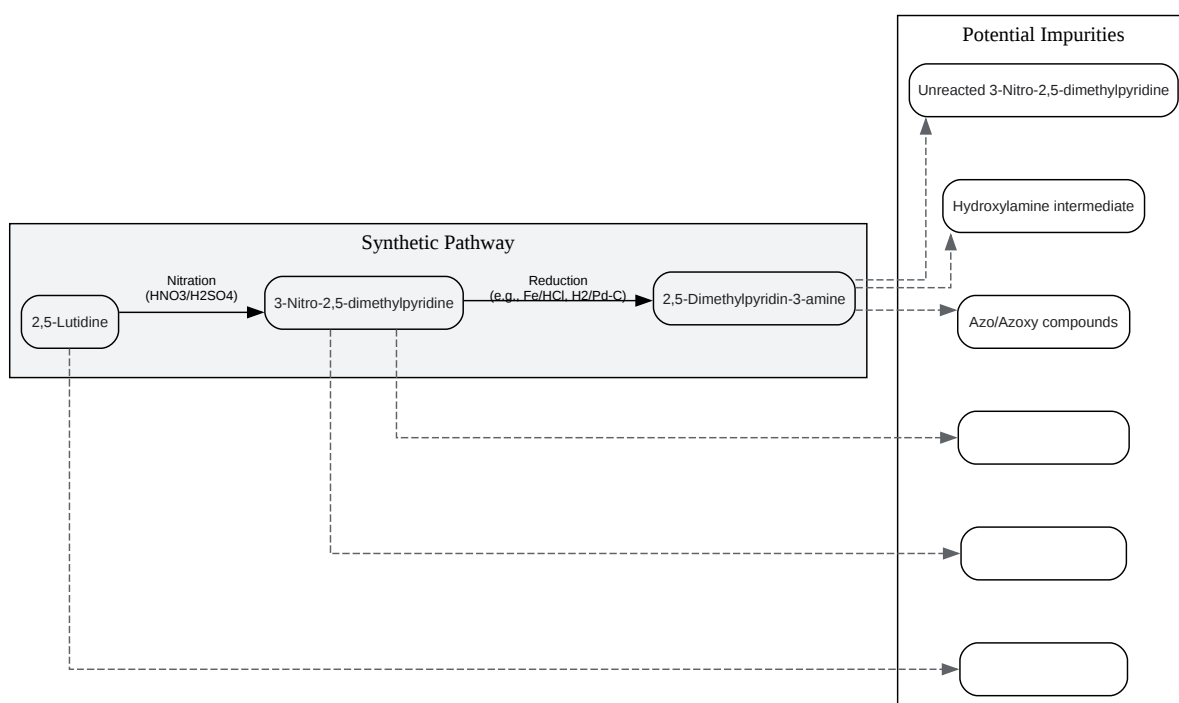 Potential Impurities
Unreacted 3-Nitro-2,5-dimethylpyridine
Hydroxylamine intermediate
Synthetic Pathway
Nitration
(HNO3/H2SO4)
Reduction
(e.g., Fe/HCl, H2/Pd-C)
2,5-Lutidine
3-Nitro-2,5-dimethylpyridine
2,5-Dimethylpyridin-3-amine
Azo/Azoxy compounds